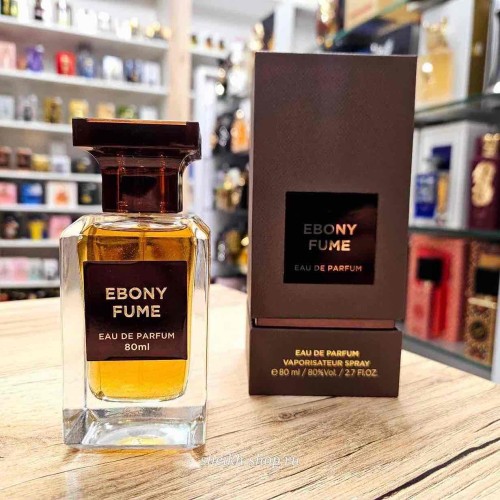 EBONY
FUME
EAU DE PARFUM
80ml
EBONY
FUME
EAU DE PARFUM
EAU DE PARFUM
VAPORISATEUR SPRAY
℮ 80 ml / 80%Vol. / 2.7 FL.OZ.